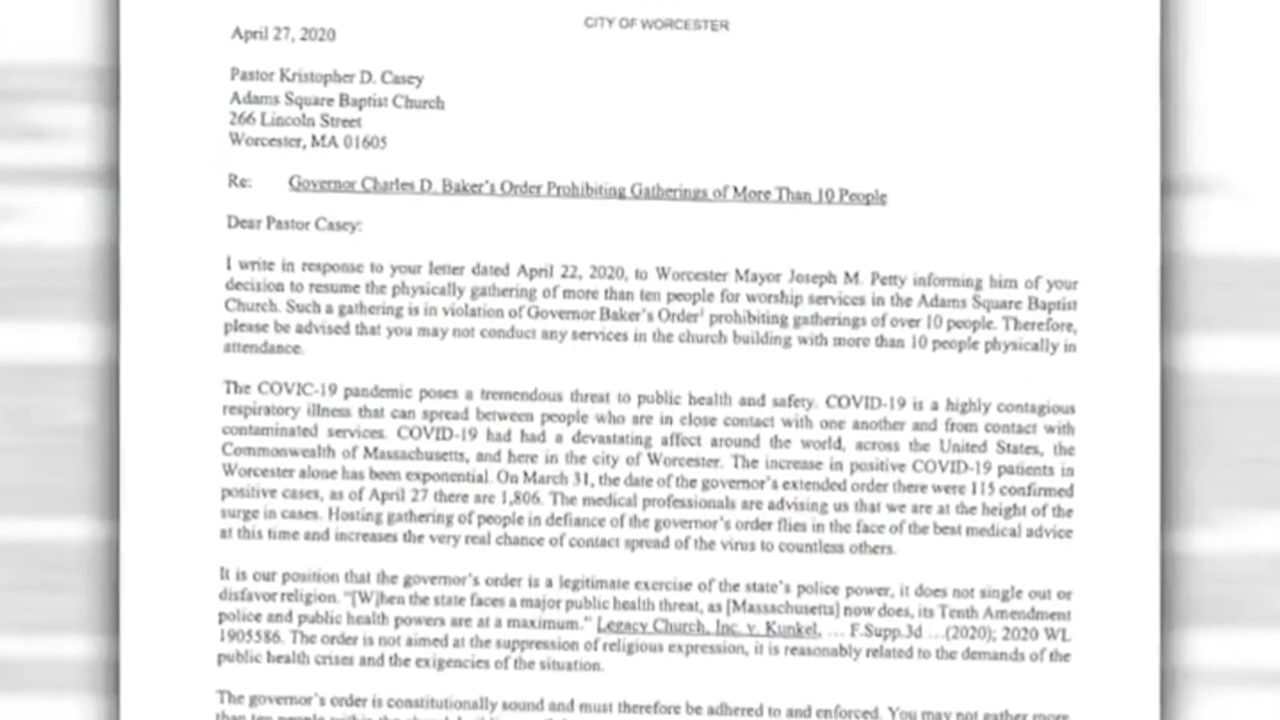 CITY OF WORCESTER
April 27, 2020
Pastor Kristopher D. Casey
Adams Square Baptist Church
266 Lincoln Street
Worcester, MA 01605
Re: Governor Charles D. Baker's Order Prohibiting Gatherings of More Than 10 People
Dear Pastor Casey:
I write in response to your letter dated April 22, 2020, to Worcester Mayor Joseph M. Petty informing him of your
decision to resume the physically gathering of more than ten people for worship services in the Adams Square Baptist
Church. Such a gathering is in violation of Governor Baker's Order¹ prohibiting gatherings of over 10 people. Therefore,
please be advised that you may not conduct any services in the church building with more than 10 people physically in
attendance.
The COVIC-19 pandemic poses a tremendous threat to public health and safety. COVID-19 is a highly contagious
respiratory illness that can spread between people who are in close contact with one another and from contact with
contaminated services. COVID-19 had had a devastating affect around the world, across the United States, the
Commonwealth of Massachusetts, and here in the city of Worcester. The increase in positive COVID-19 patients in
Worcester alone has been exponential. On March 31, the date of the governor's extended order there were 115 confirmed
positive cases, as of April 27 there are 1,806. The medical professionals are advising us that we are at the height of the
surge in cases. Hosting gathering of people in defiance of the governor's order flies in the face of the best medical advice
at this time and increases the very real chance of contact spread of the virus to countless others.
It is our position that the governor's order is a legitimate exercise of the state's police power, it does not single out or
disfavor religion. "[W]hen the state faces a major public health threat, as [Massachusetts] now does, its Tenth Amendment
police and public health powers are at a maximum." Legacy Church, Inc. v. Kunkel, ... F.Supp.3d ...(2020); 2020 WL
1905586. The order is not aimed at the suppression of religious expression, it is reasonably related to the demands of the
public health crises and the exigencies of the situation.
The governor's order is constitutionally sound and must therefore be adhered to and enforced. You may not gather more
than ten people within the church building